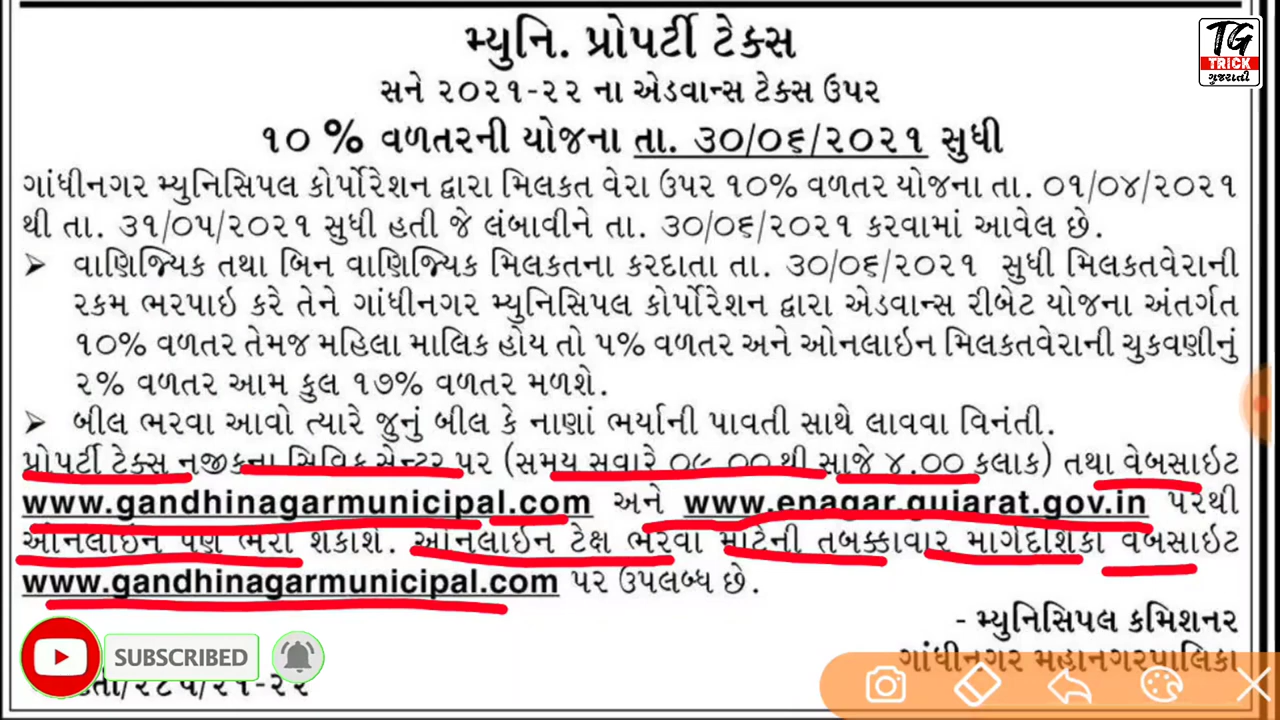 TG
TRICK
ગુજરાતી
મ્યુનિ. પ્રોપર્ટી ટેક્સ
સને ૨૦૨૧-૨૨ ના એડવાન્સ ટેક્સ ઉપર
૧૦ % વળતરની યોજના તા. ૩૦/૦૬/૨૦૨૧ સુધી
ગાંધીનગર મ્યુનિસિપલ કોર્પોરેશન દ્વારા મિલકત વેરા ઉપર ૧૦% વળતર યોજના તા. ૦૧/૦૪/૨૦૨૧
થી તા. ૩૧/૦૫/૨૦૨૧ સુધી હતી જે લંબાવીને તા. ૩૦/૦૬/૨૦૨૧ કરવામાં આવેલ છે.
➤ વાણિજ્યિક તથા બિન વાણિજ્યિક મિલકતના કરદાતા તા. ૩૦/૦૬/૨૦૨૧ સુધી મિલકતવેરાની
રકમ ભરપાઇ કરે તેને ગાંધીનગર મ્યુનિસિપલ કોર્પોરેશન દ્વારા એડવાન્સ રીબેટ યોજના અંતર્ગત
૧૦% વળતર તેમજ મહિલા માલિક હોય તો ૫% વળતર અને ઓનલાઇન મિલકતવેરાની ચુકવણીનું
૨% વળતર આમ કુલ ૧૭% વળતર મળશે.
➤ બીલ ભરવા આવો ત્યારે જુનું બીલ કે નાણાં ભર્યાની પાવતી સાથે લાવવા વિનંતી.
પ્રોપર્ટી ટેક્સ નજીકના સિવિક સેન્ટર પર (સમય સવારે ૦૯.૦૦ થી સાજે ૪.૦૦ કલાક) તથા વેબસાઇટ
www.gandhinagarmunicipal.com અને www.enagar.gujarat.gov.in પરથી
ઓનલાઇન પણ ભરી શકાશે. ઓનલાઇન ટેક્ષ ભરવા માટેની તબક્કાવાર માર્ગદર્શિકા વેબસાઇટ
www.gandhinagarmunicipal.com પર ઉપલબ્ધ છે.
- મ્યુનિસિપલ કમિશનર
ગાંધીનગર મહાનગરપાલિકા
SUBSCRIBED
/૨૮૫/૨૧-૨૨